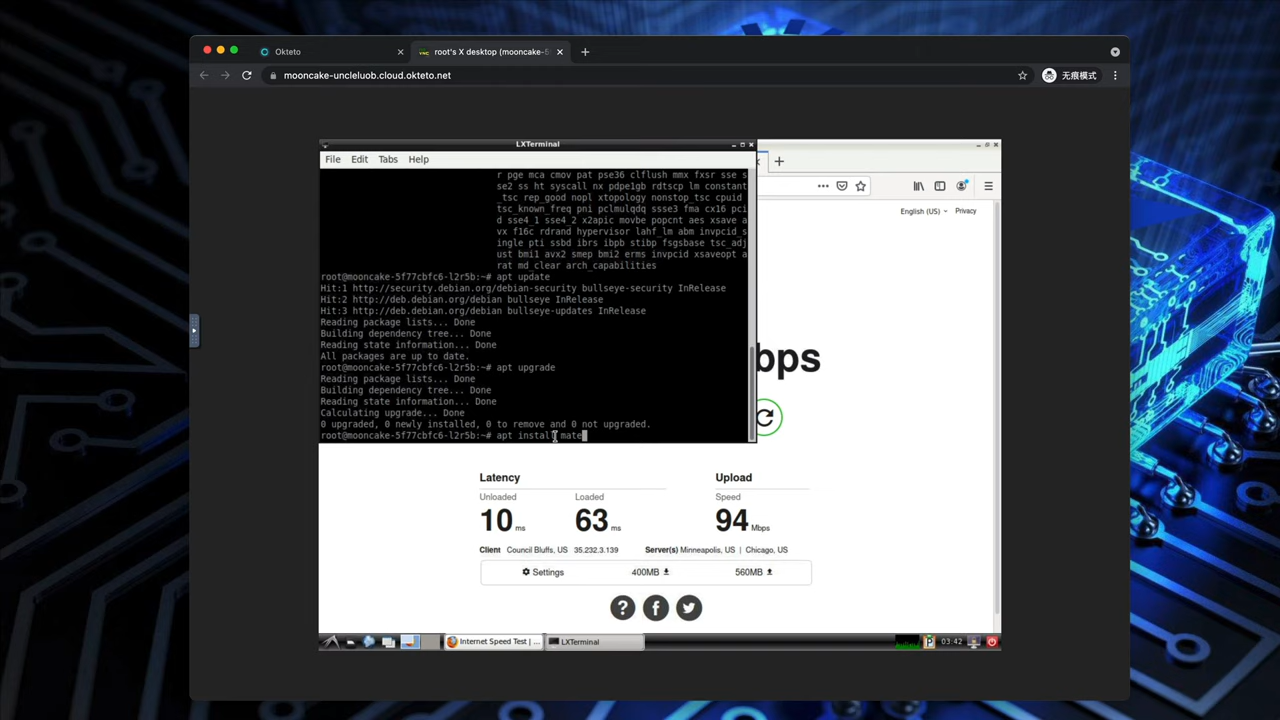 Okteto
root's X desktop (mooncake-5
mooncake-uncleluob.cloud.okteto.net
无痕模式
LXTerminal
File Edit Tabs Help
r pge mca cmov pat pse36 clflush mmx fxsr sse s
se2 ss ht syscall nx pdpe1gb rdtscp lm constant
_tsc rep_good nopl xtopology nonstop_tsc cpuid
tsc_known_freq pni pclmulqdq ssse3 fma cx16 pci
d sse4_1 sse4_2 x2apic movbe popcnt aes xsave a
vx f16c rdrand hypervisor lahf_lm abm invpcid_s
ingle pti ssbd ibrs ibpb stibp fsgsbase tsc_adj
ust bmi1 avx2 smep bmi2 erms invpcid xsaveopt a
rat md_clear arch_capabilities
root@mooncake-5f77cbfc6-l2r5b:~# apt update
Hit:1 http://security.debian.org/debian-security bullseye-security InRelease
Hit:2 http://deb.debian.org/debian bullseye InRelease
Hit:3 http://deb.debian.org/debian bullseye-updates InRelease
Reading package lists... Done
Building dependency tree... Done
Reading state information... Done
All packages are up to date.
root@mooncake-5f77cbfc6-l2r5b:~# apt upgrade
Reading package lists... Done
Building dependency tree... Done
Reading state information... Done
Calculating upgrade... Done
0 upgraded, 0 newly installed, 0 to remove and 0 not upgraded.
root@mooncake-5f77cbfc6-l2r5b:~# apt install mate
English (US) Privacy
bps
Latency Upload
Unloaded Loaded Speed
10 ms 63 ms 94 Mbps
Client Council Bluffs, US 35.232.3.139 Server(s) Minneapolis, US | Chicago, US
Settings 400MB 560MB
Internet Speed Test | ... LXTerminal 03:42